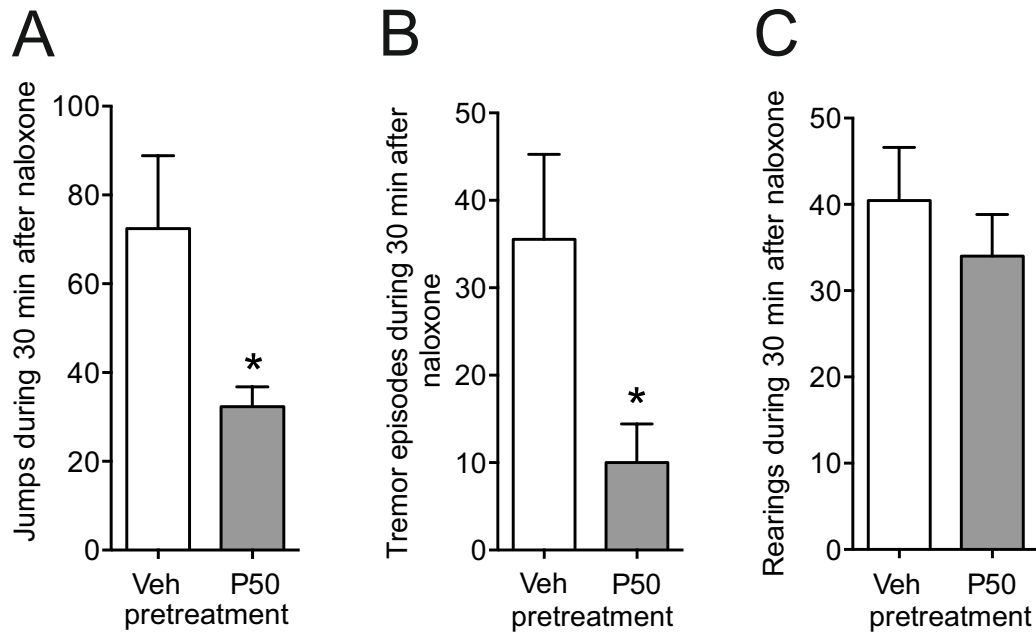 A
Jumps during 30 min after naloxone
100
80
60
40
20
0
*
Veh P50
pretreatment
B
Tremor episodes during 30 min after
naloxone
50
40
30
20
10
0
*
Veh P50
pretreatment
C
Rearings during 30 min after naloxone
50
40
30
20
10
0
Veh P50
pretreatment